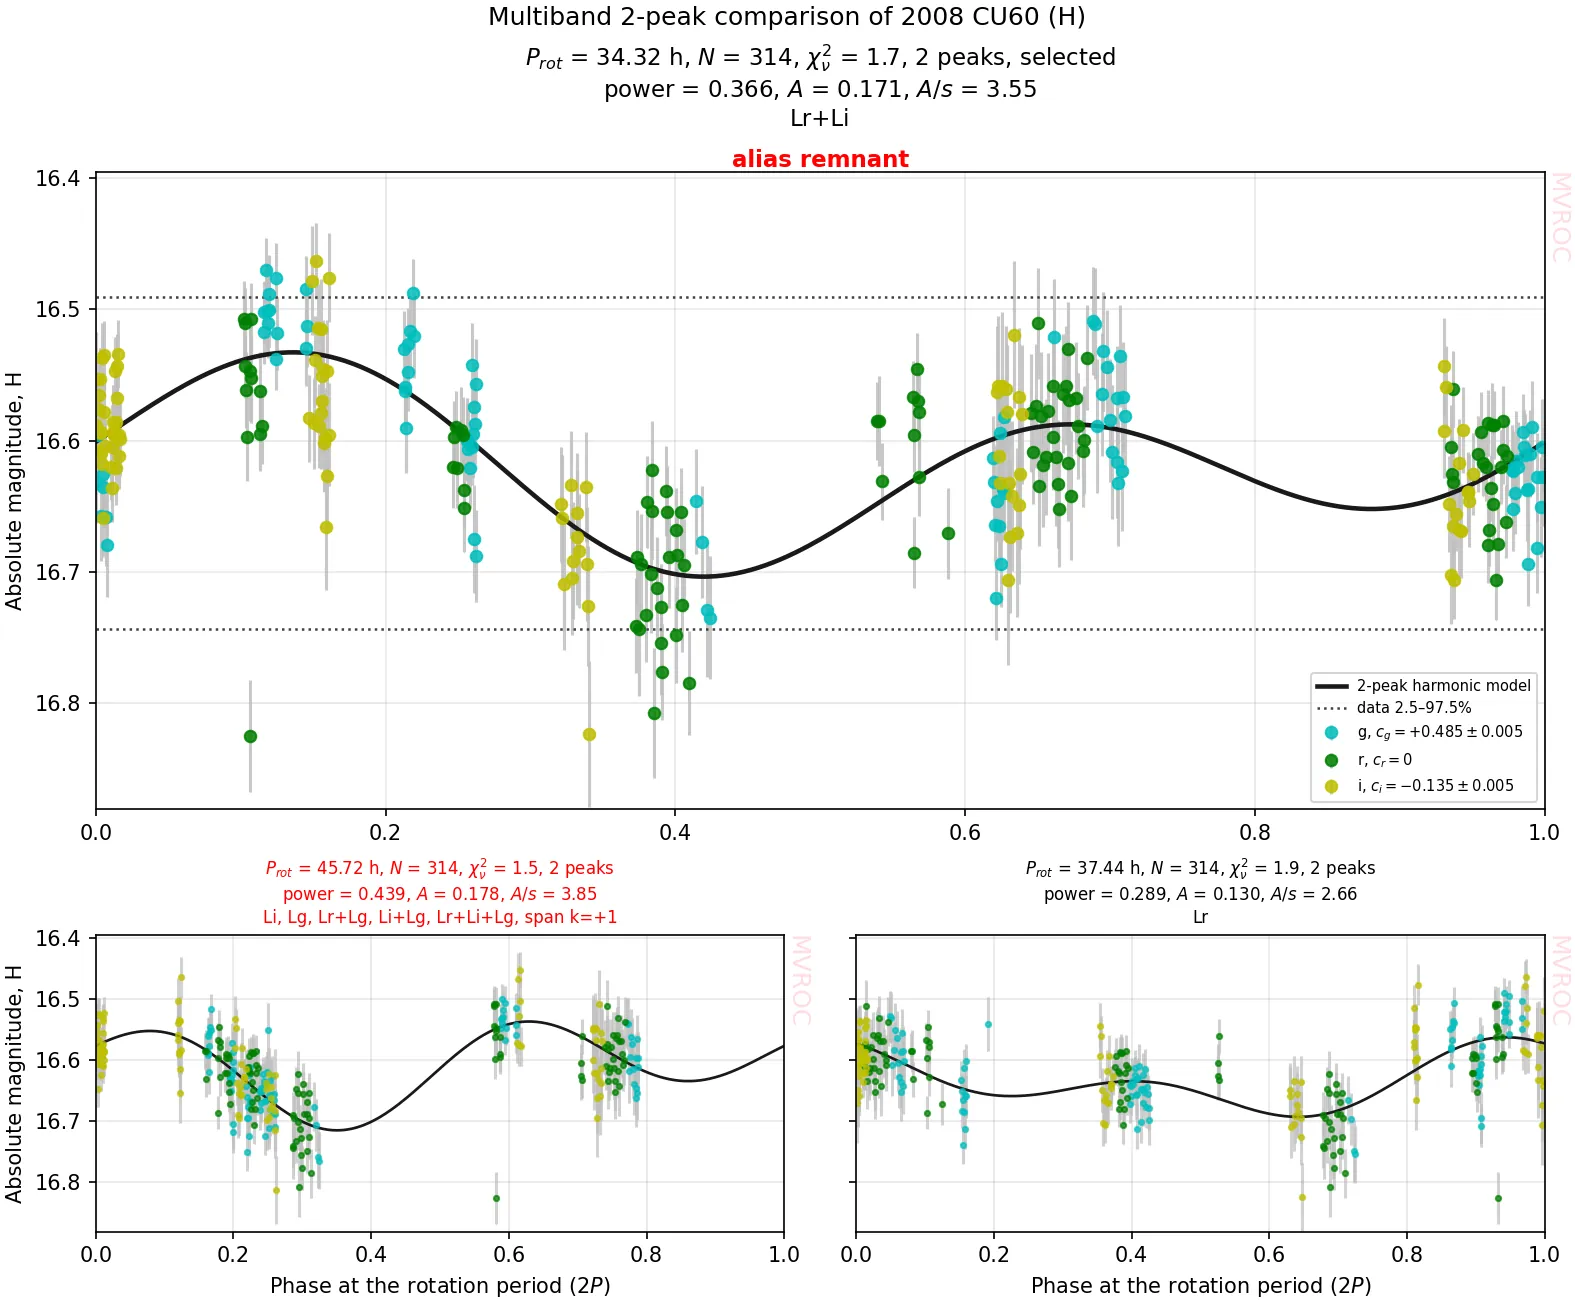 Multiband 2-peak comparison of 2008 CU60 (H)
P_rot = 34.32 h, N = 314, χ²_ν = 1.7, 2 peaks, selected
power = 0.366, A = 0.171, A/s = 3.55
Lr+Li
alias remnant
MVROC
Absolute magnitude, H
16.4
16.5
16.6
16.7
16.8
2-peak harmonic model
data 2.5–97.5%
g, c_g = +0.485 ± 0.005
r, c_r = 0
i, c_i = −0.135 ± 0.005
0.0
0.2
0.4
0.6
0.8
1.0
P_rot = 45.72 h, N = 314, χ²_ν = 1.5, 2 peaks
power = 0.439, A = 0.178, A/s = 3.85
Li, Lg, Lr+Lg, Li+Lg, Lr+Li+Lg, span k=+1
MVROC
Absolute magnitude, H
16.4
16.5
16.6
16.7
16.8
0.0
0.2
0.4
0.6
0.8
1.0
Phase at the rotation period (2P)
P_rot = 37.44 h, N = 314, χ²_ν = 1.9, 2 peaks
power = 0.289, A = 0.130, A/s = 2.66
Lr
MVROC
0.0
0.2
0.4
0.6
0.8
1.0
Phase at the rotation period (2P)